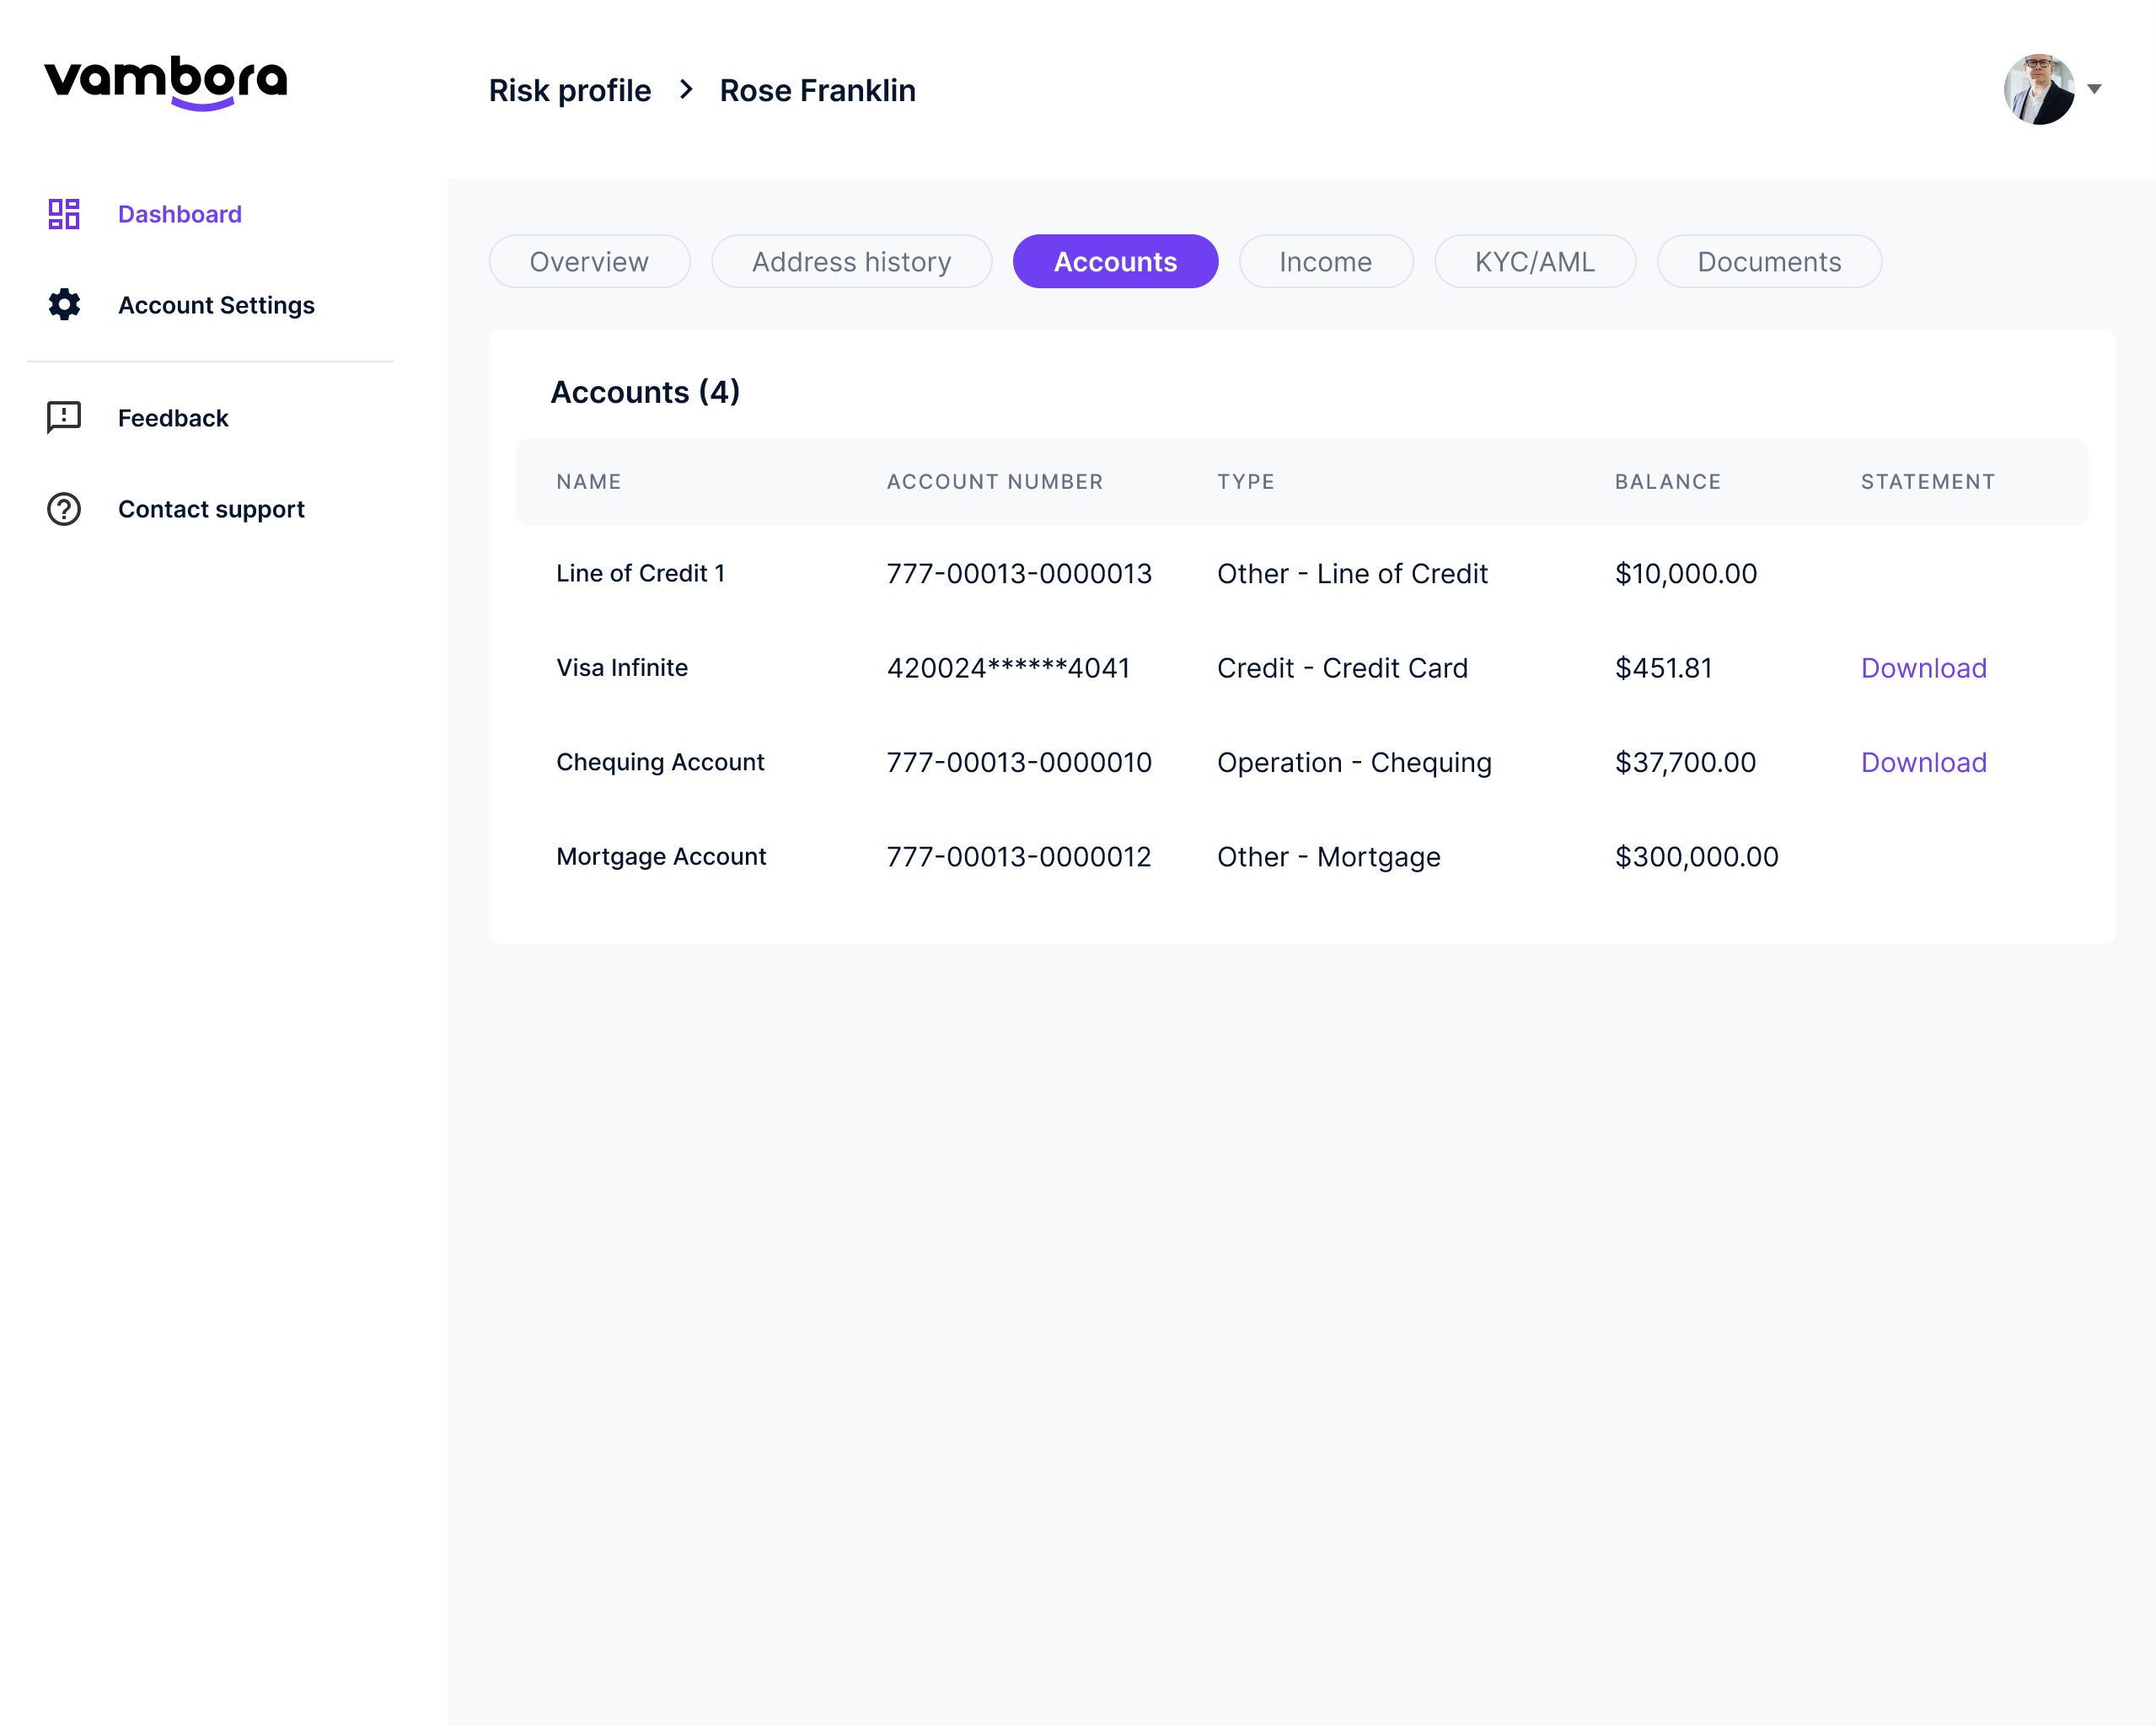 vambora
Risk profile > Rose Franklin
Dashboard
Account Settings
Feedback
Contact support
Overview Address history Accounts Income KYC/AML Documents
Accounts (4)
NAME ACCOUNT NUMBER TYPE BALANCE STATEMENT
Line of Credit 1 777-00013-0000013 Other - Line of Credit $10,000.00
Visa Infinite 420024******4041 Credit - Credit Card $451.81 Download
Chequing Account 777-00013-0000010 Operation - Chequing $37,700.00 Download
Mortgage Account 777-00013-0000012 Other - Mortgage $300,000.00